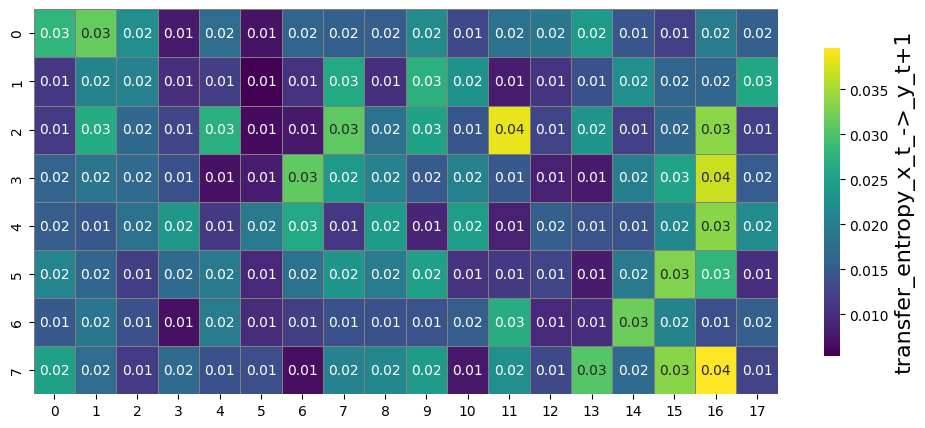 0 0.03 0.03 0.02 0.01 0.02 0.01 0.02 0.02 0.02 0.02 0.01 0.02 0.02 0.02 0.01 0.01 0.02 0.02
1 0.01 0.02 0.02 0.01 0.01 0.01 0.01 0.03 0.01 0.03 0.02 0.01 0.01 0.02 0.02 0.02 0.02 0.03
2 0.01 0.03 0.02 0.01 0.03 0.01 0.01 0.03 0.02 0.03 0.01 0.04 0.01 0.02 0.01 0.02 0.03 0.01
3 0.02 0.02 0.02 0.01 0.01 0.01 0.03 0.02 0.02 0.01 0.02 0.01 0.01 0.01 0.02 0.03 0.04 0.02
4 0.02 0.01 0.02 0.02 0.01 0.02 0.03 0.01 0.02 0.01 0.02 0.01 0.02 0.01 0.01 0.02 0.03 0.02
5 0.02 0.02 0.01 0.02 0.02 0.01 0.02 0.02 0.02 0.02 0.01 0.01 0.01 0.01 0.02 0.03 0.03 0.01
6 0.01 0.02 0.01 0.01 0.02 0.01 0.01 0.01 0.01 0.01 0.02 0.03 0.01 0.01 0.03 0.02 0.01 0.02
7 0.02 0.02 0.01 0.02 0.01 0.02 0.01 0.02 0.02 0.02 0.01 0.02 0.01 0.03 0.02 0.03 0.04 0.01
0 1 2 3 4 5 6 7 8 9 10 11 12 13 14 15 16 17
0.035
0.030
0.025
0.020
0.015
0.010
transfer_entropy_x_t_->_y_t+1